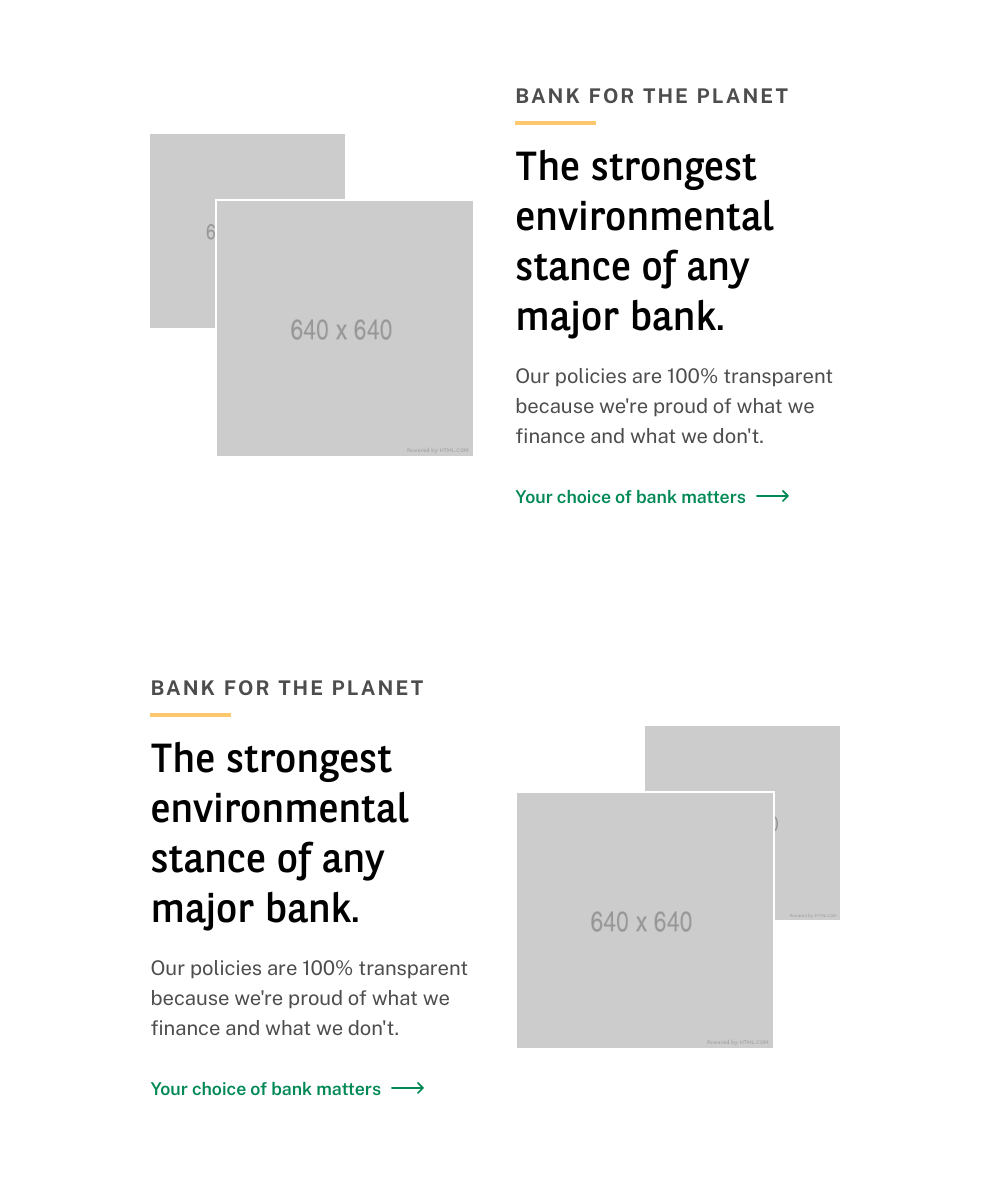 BANK FOR THE PLANET
The strongest
environmental
stance of any
major bank.
Our policies are 100% transparent
because we're proud of what we
finance and what we don't.
Your choice of bank matters
6
640 x 640
Powered by HTML.COM
BANK FOR THE PLANET
The strongest
environmental
stance of any
major bank.
Our policies are 100% transparent
because we're proud of what we
finance and what we don't.
Your choice of bank matters
640 x 640
Powered by HTML.COM
Powered by HTML.COM